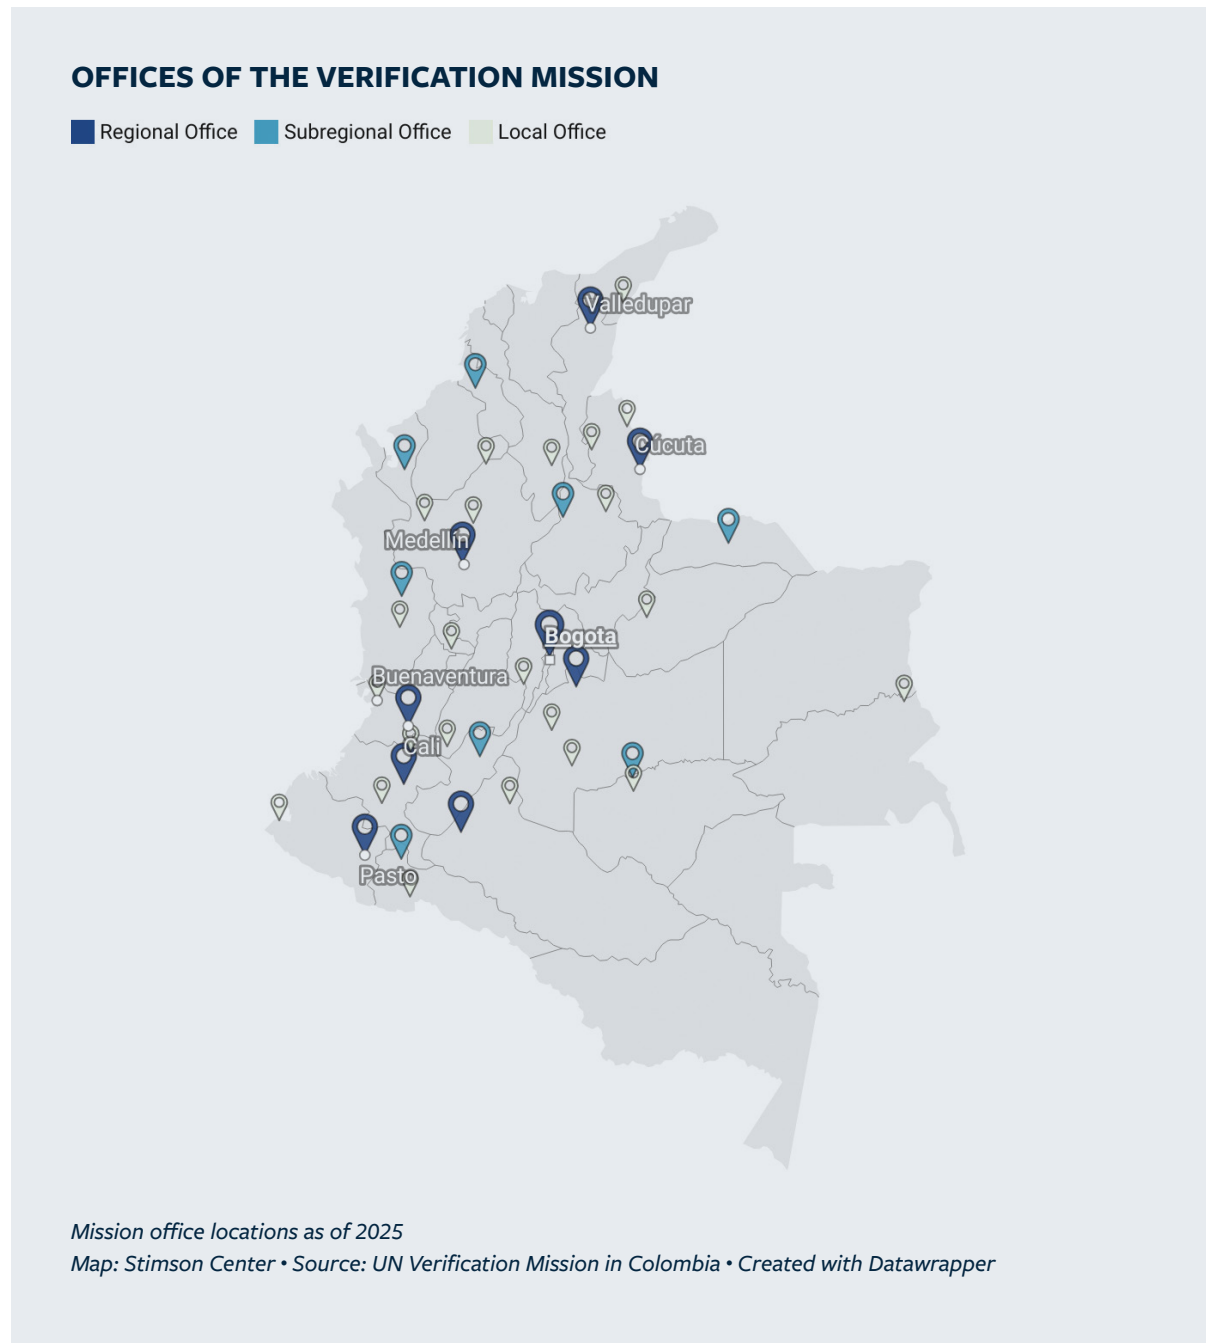 OFFICES OF THE VERIFICATION MISSION
Regional Office Subregional Office Local Office
Valledupar
Cúcuta
Medellín
Bogota
Buenaventura
Cali
Pasto
Mission office locations as of 2025
Map: Stimson Center • Source: UN Verification Mission in Colombia • Created with Datawrapper